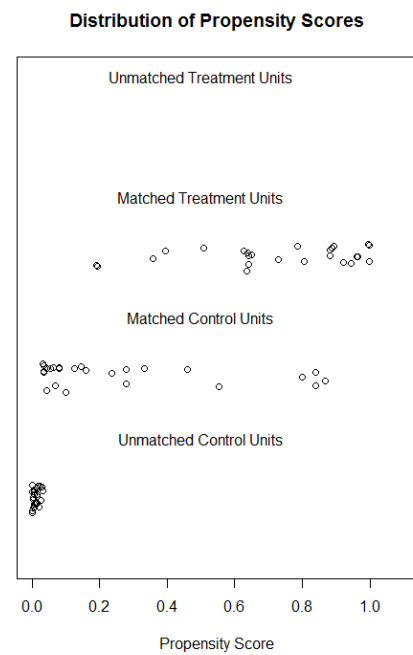 Distribution of Propensity Scores
Unmatched Treatment Units
Matched Treatment Units
Matched Control Units
Unmatched Control Units
0.0 0.2 0.4 0.6 0.8 1.0
Propensity Score